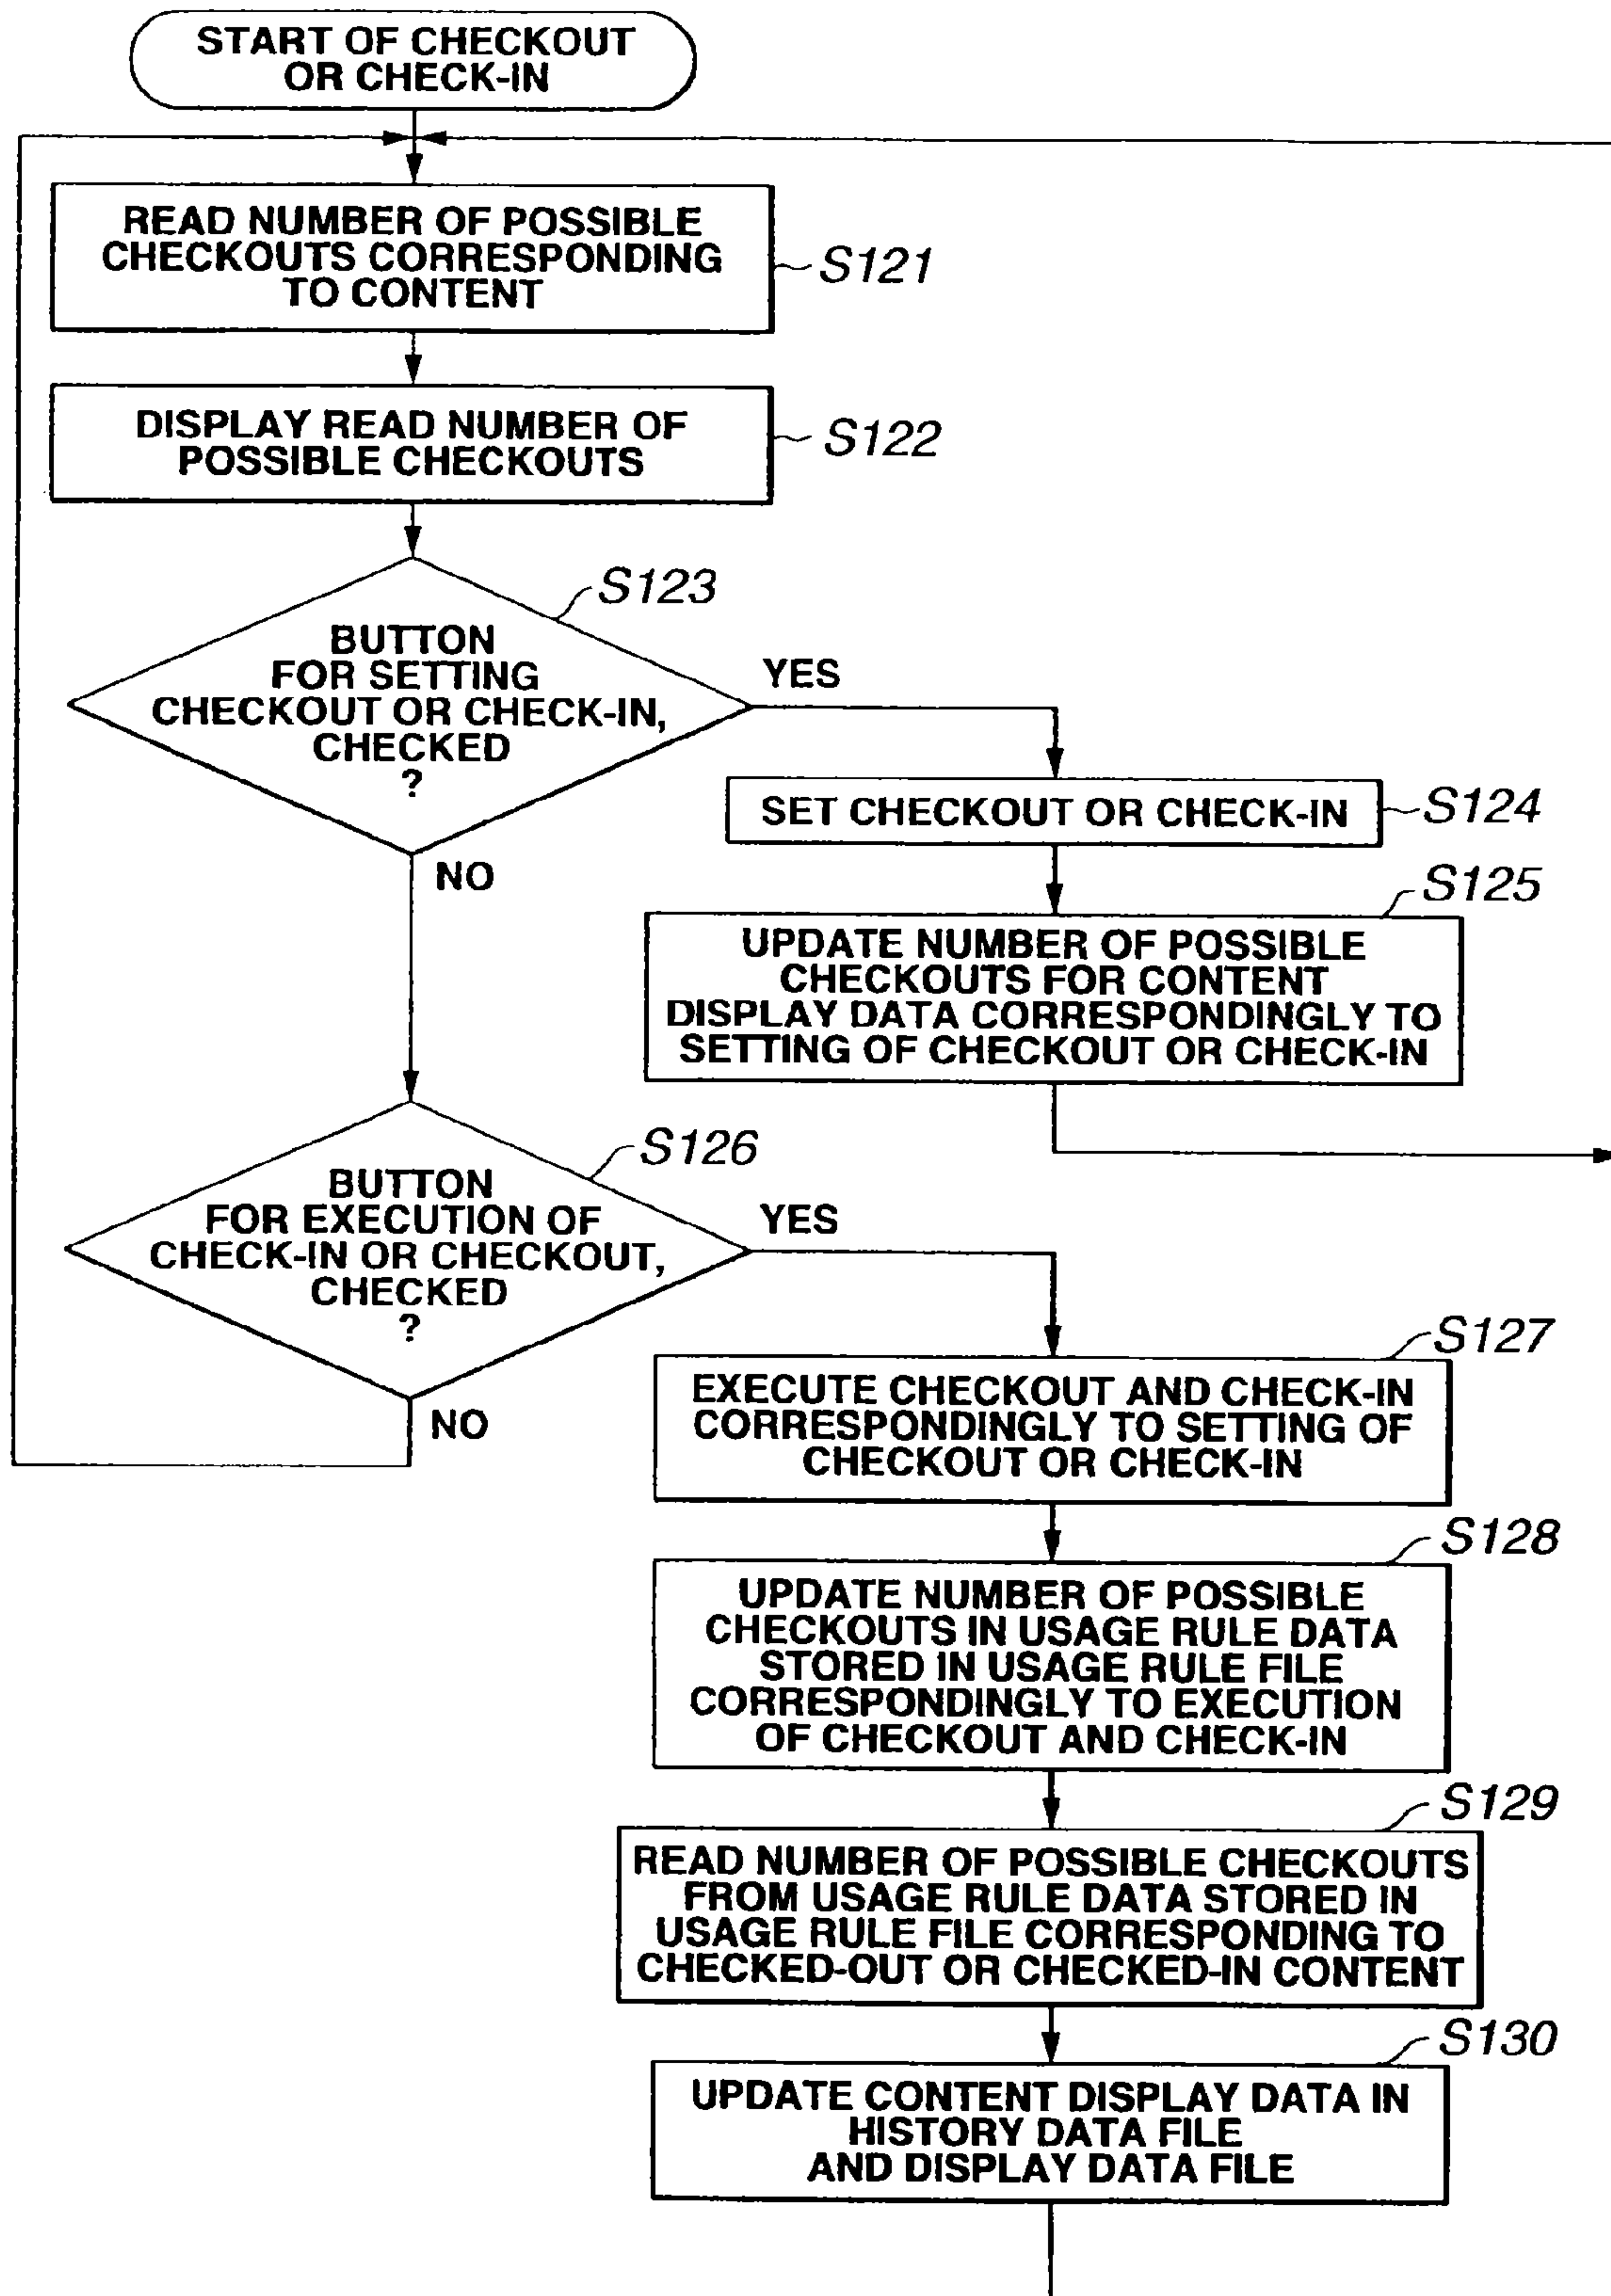 START OF CHECKOUT
OR CHECK-IN
READ NUMBER OF POSSIBLE
CHECKOUTS CORRESPONDING
TO CONTENT
S121
DISPLAY READ NUMBER OF
POSSIBLE CHECKOUTS
S122
S123
BUTTON
FOR SETTING
CHECKOUT OR CHECK-IN,
CHECKED
?
YES
NO
SET CHECKOUT OR CHECK-IN
S124
S125
UPDATE NUMBER OF POSSIBLE
CHECKOUTS FOR CONTENT
DISPLAY DATA CORRESPONDINGLY TO
SETTING OF CHECKOUT OR CHECK-IN
S126
BUTTON
FOR EXECUTION OF
CHECK-IN OR CHECKOUT,
CHECKED
?
YES
NO
S127
EXECUTE CHECKOUT AND CHECK-IN
CORRESPONDINGLY TO SETTING OF
CHECKOUT OR CHECK-IN
S128
UPDATE NUMBER OF POSSIBLE
CHECKOUTS IN USAGE RULE DATA
STORED IN USAGE RULE FILE
CORRESPONDINGLY TO EXECUTION
OF CHECKOUT AND CHECK-IN
S129
READ NUMBER OF POSSIBLE CHECKOUTS
FROM USAGE RULE DATA STORED IN
USAGE RULE FILE CORRESPONDING TO
CHECKED-OUT OR CHECKED-IN CONTENT
S130
UPDATE CONTENT DISPLAY DATA IN
HISTORY DATA FILE
AND DISPLAY DATA FILE